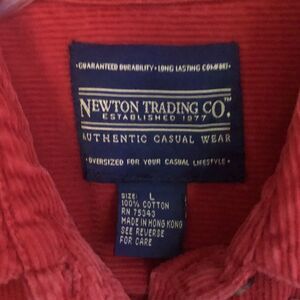 •GUARANTEED DURABILITY•LONG LASTING COMFORT•
NEWTON TRADING CO.™
ESTABLISHED 1977
AUTHENTIC CASUAL WEAR
•OVERSIZED FOR YOUR CASUAL LIFESTYLE•
SIZE: L
100% COTTON
RN 75343
MADE IN HONG KONG
SEE REVERSE
FOR CARE